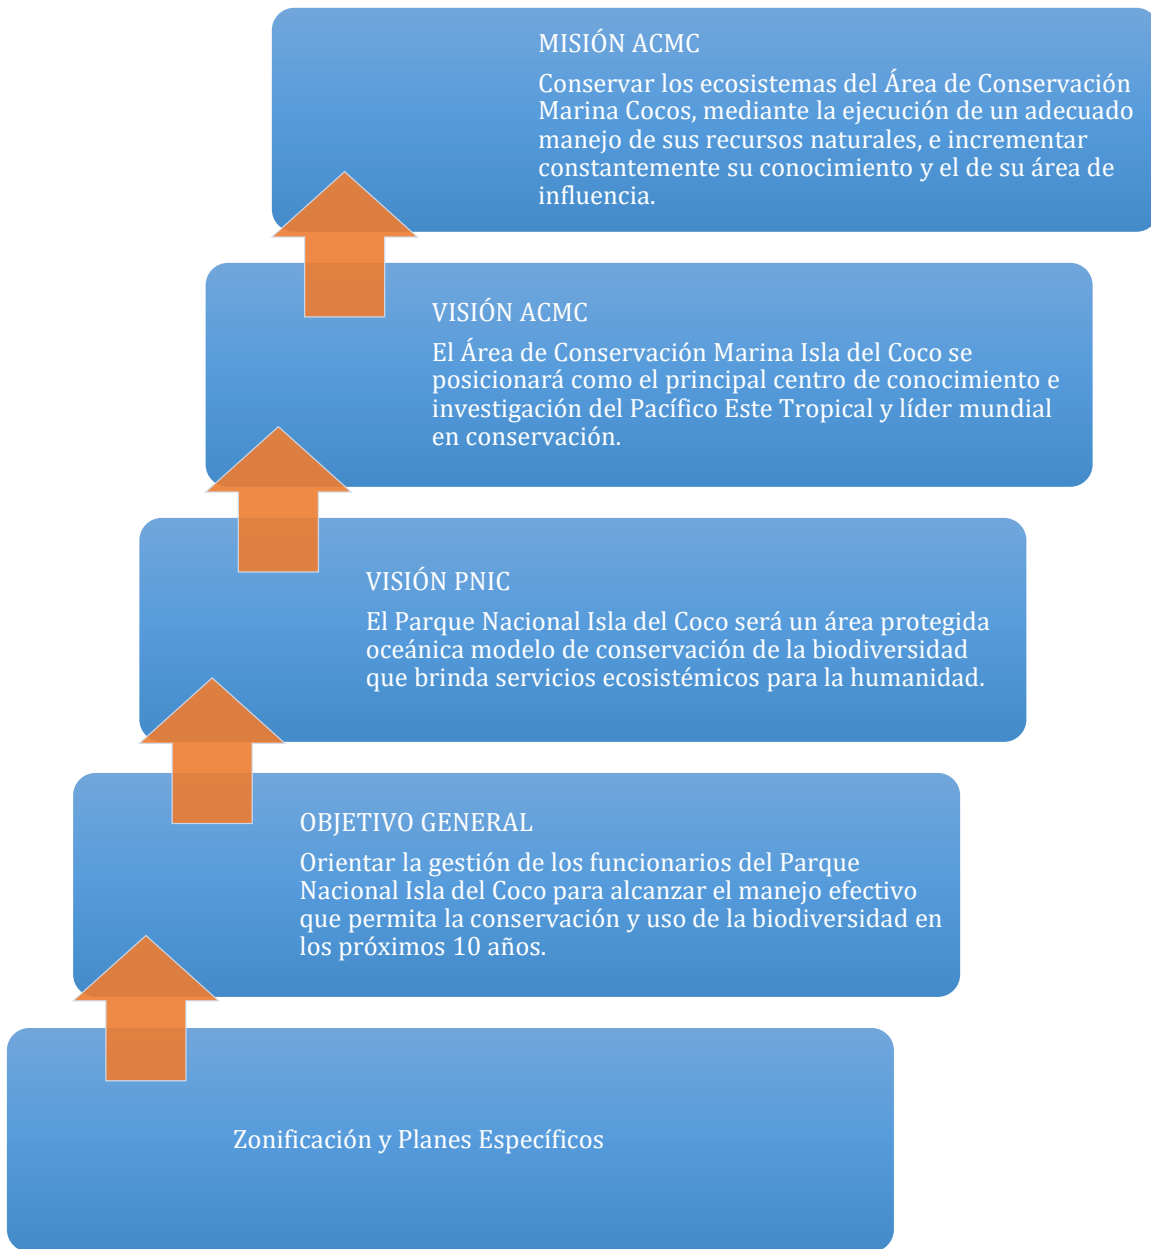 MISIÓN ACMC
Conservar los ecosistemas del Área de Conservación
Marina Cocos, mediante la ejecución de un adecuado
manejo de sus recursos naturales, e incrementar
constantemente su conocimiento y el de su área de
influencia.
VISIÓN ACMC
El Área de Conservación Marina Isla del Coco se
posicionará como el principal centro de conocimiento e
investigación del Pacífico Este Tropical y líder mundial
en conservación.
VISIÓN PNIC
El Parque Nacional Isla del Coco será un área protegida
oceánica modelo de conservación de la biodiversidad
que brinda servicios ecosistémicos para la humanidad.
OBJETIVO GENERAL
Orientar la gestión de los funcionarios del Parque
Nacional Isla del Coco para alcanzar el manejo efectivo
que permita la conservación y uso de la biodiversidad en
los próximos 10 años.
Zonificación y Planes Específicos